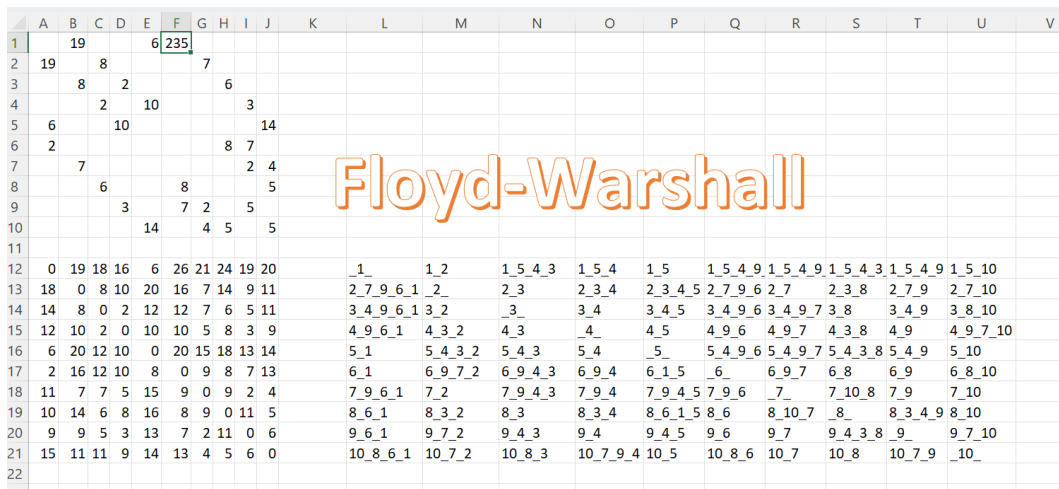 A B C D E F G H I J K L M N O P Q R S T U V
1 19 6 235
2 19 8 7
3 8 2 6
4 2 10 3
5 6 10 14
6 2 8 7
7 7 2 4
8 6 8 5
9 3 7 2 5
10 14 4 5 5
Floyd-Warshall
11
12 0 19 18 16 6 26 21 24 19 20 _1_ 1_2 1_5_4_3 1_5_4 1_5 1_5_4_9 1_5_4_9 1_5_4_3 1_5_4_9 1_5_10
13 18 0 8 10 20 16 7 14 9 11 2_7_9_6_1 _2_ 2_3 2_3_4 2_3_4_5 2_7_9_6 2_7 2_3_8 2_7_9 2_7_10
14 14 8 0 2 12 12 7 6 5 11 3_4_9_6_1 3_2 _3_ 3_4 3_4_5 3_4_9_6 3_4_9_7 3_8 3_4_9 3_8_10
15 12 10 2 0 10 10 5 8 3 9 4_9_6_1 4_3_2 4_3 _4_ 4_5 4_9_6 4_9_7 4_3_8 4_9 4_9_7_10
16 6 20 12 10 0 20 15 18 13 14 5_1 5_4_3_2 5_4_3 5_4 _5_ 5_4_9_6 5_4_9_7 5_4_3_8 5_4_9 5_10
17 2 16 12 10 8 0 9 8 7 13 6_1 6_9_7_2 6_9_4_3 6_9_4 6_1_5 _6_ 6_9_7 6_8 6_9 6_8_10
18 11 7 7 5 15 9 0 9 2 4 7_9_6_1 7_2 7_9_4_3 7_9_4 7_9_4_5 7_9_6 _7_ 7_10_8 7_9 7_10
19 10 14 6 8 16 8 9 0 11 5 8_6_1 8_3_2 8_3 8_3_4 8_6_1_5 8_6 8_10_7 _8_ 8_3_4_9 8_10
20 9 9 5 3 13 7 2 11 0 6 9_6_1 9_7_2 9_4_3 9_4 9_4_5 9_6 9_7 9_4_3_8 _9_ 9_7_10
21 15 11 11 9 14 13 4 5 6 0 10_8_6_1 10_7_2 10_8_3 10_7_9_4 10_5 10_8_6 10_7 10_8 10_7_9 _10_
22